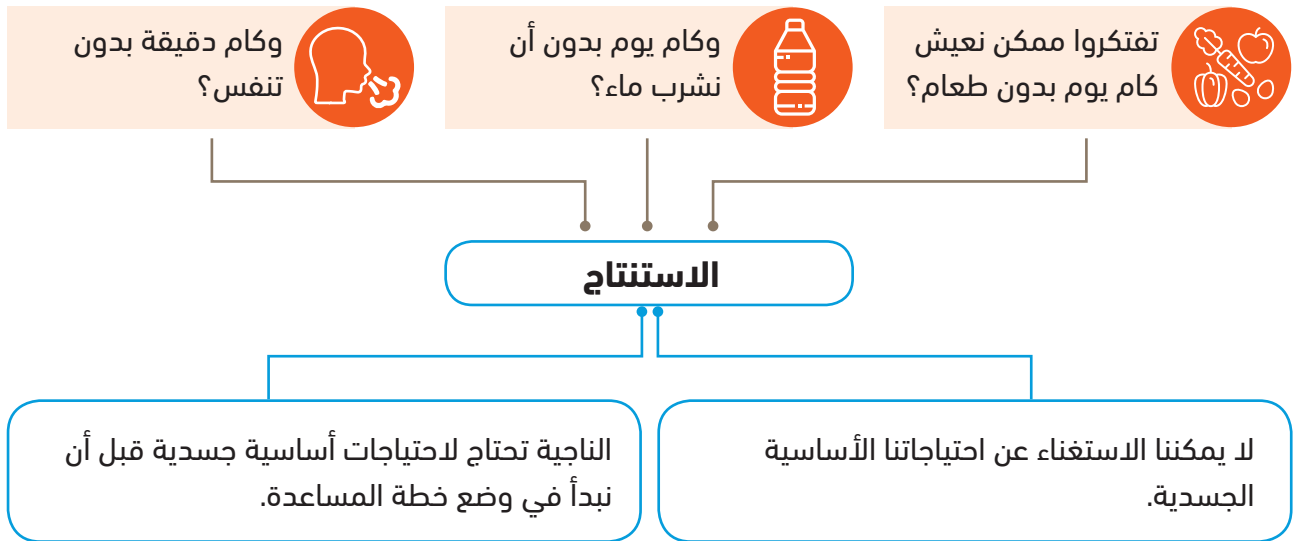 تفتكروا ممكن نعيش
كام يوم بدون طعام؟
وكام يوم بدون أن
نشرب ماء؟
وكام دقيقة بدون
تنفس؟
الاستنتاج
لا يمكننا الاستغناء عن احتياجاتنا الأساسية
الجسدية.
الناجية تحتاج لاحتياجات أساسية جسدية قبل أن
نبدأ في وضع خطة المساعدة.